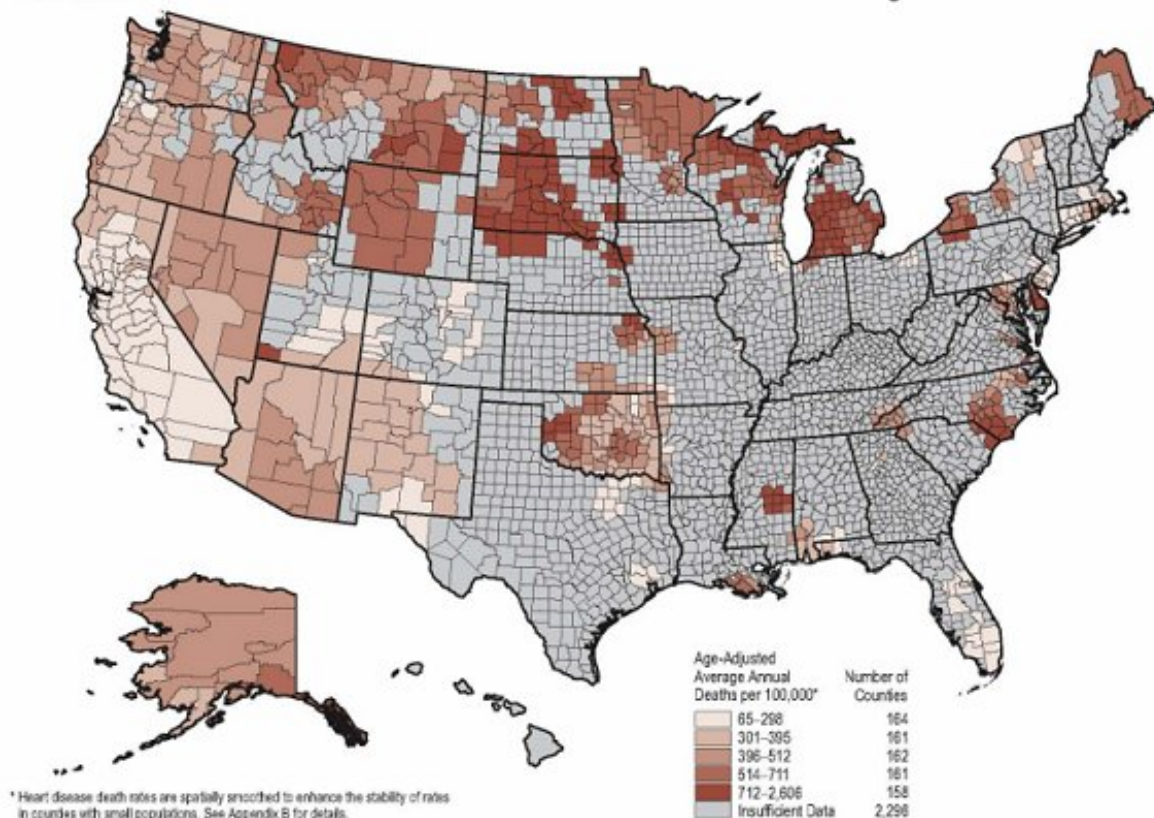 Age-Adjusted
Average Annual Number of
Deaths per 100,000* Counties
65–298 164
301–395 161
396–512 162
514–711 161
712–2,606 158
Insufficient Data 2,296
* Heart disease death rates are spatially smoothed to enhance the stability of rates
in counties with small populations. See Appendix B for details.